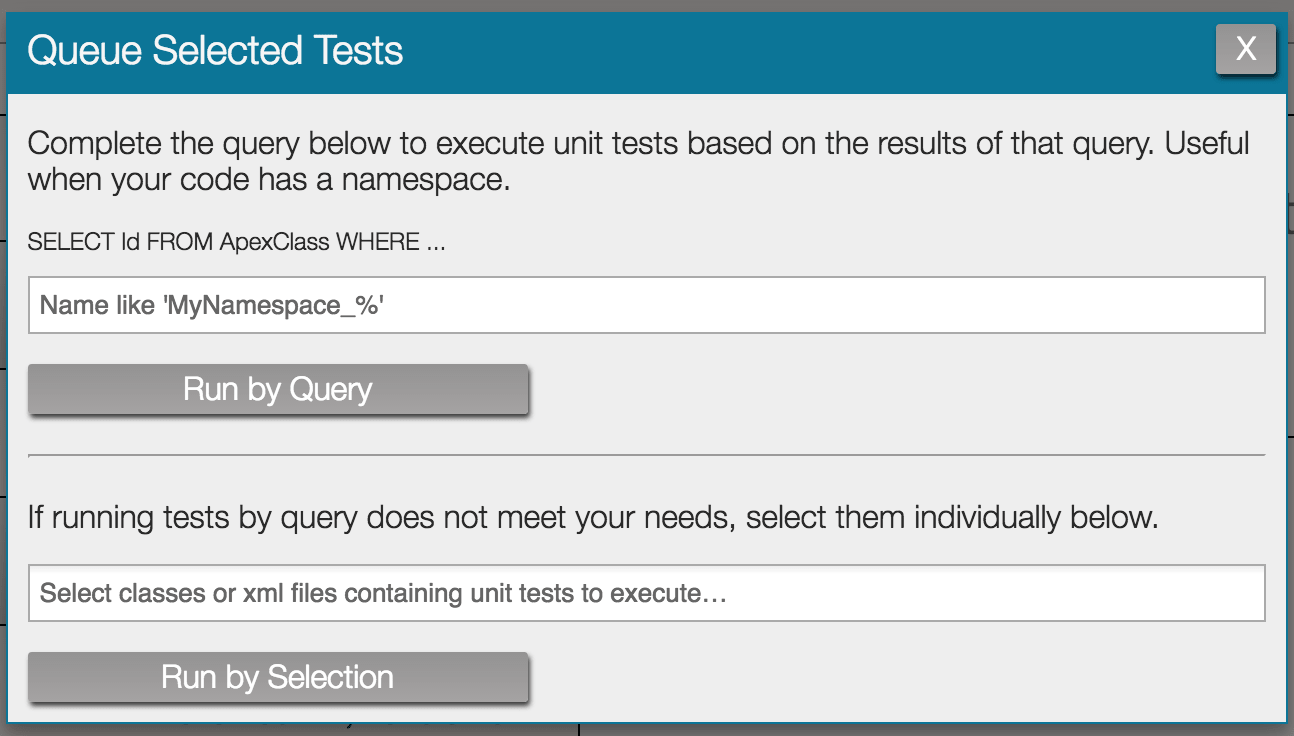 Queue Selected Tests
X
Complete the query below to execute unit tests based on the results of that query. Useful
when your code has a namespace.
SELECT Id FROM ApexClass WHERE ...
Name like 'MyNamespace_%'
Run by Query
If running tests by query does not meet your needs, select them individually below.
Select classes or xml files containing unit tests to execute…
Run by Selection